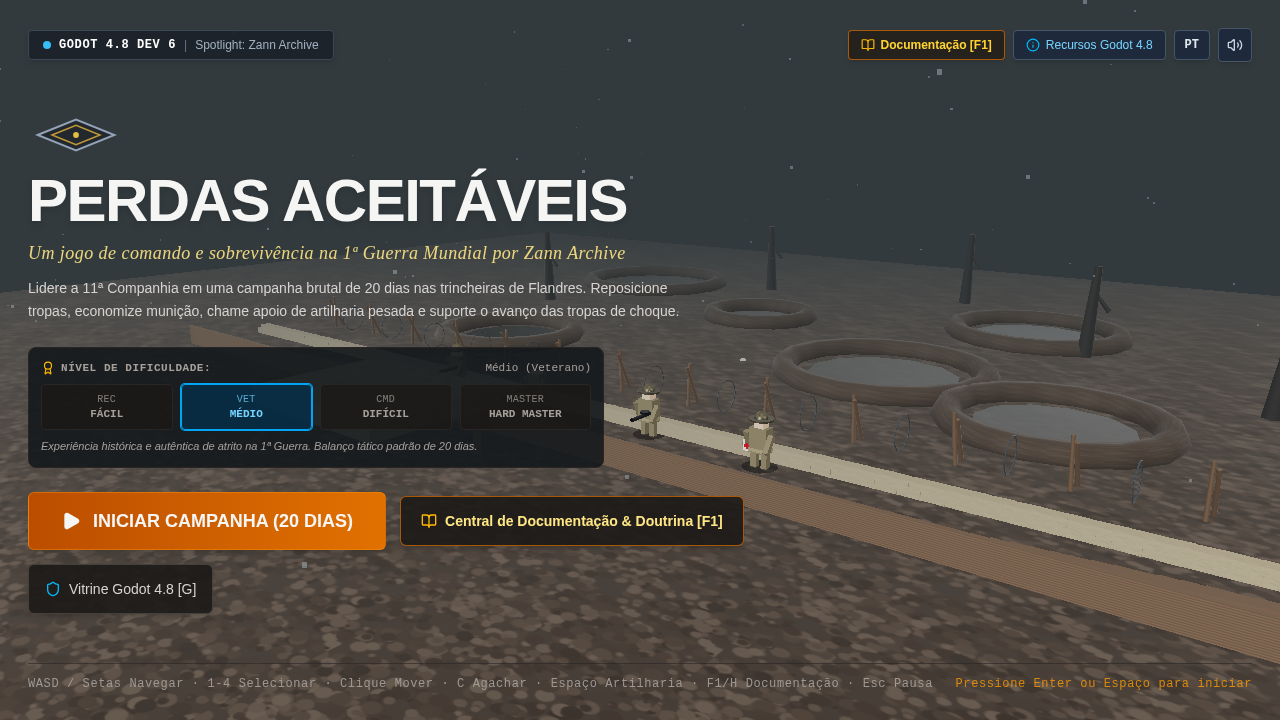 GODOT 4.8 DEV 6 | Spotlight: Zann Archive
Documentação [F1]
Recursos Godot 4.8
PT
PERDAS ACEITÁVEIS
Um jogo de comando e sobrevivência na 1ª Guerra Mundial por Zann Archive
Lidere a 11ª Companhia em uma campanha brutal de 20 dias nas trincheiras de Flandres. Reposicione
tropas, economize munição, chame apoio de artilharia pesada e suporte o avanço das tropas de choque.
NÍVEL DE DIFICULDADE: Médio (Veterano)
REC
FÁCIL
VET
MÉDIO
CMD
DIFÍCIL
MASTER
HARD MASTER
Experiência histórica e autêntica de atrito na 1ª Guerra. Balanço tático padrão de 20 dias.
INICIAR CAMPANHA (20 DIAS)
Central de Documentação & Doutrina [F1]
Vitrine Godot 4.8 [G]
WASD / Setas Navegar · 1-4 Selecionar · Clique Mover · C Agachar · Espaço Artilharia · F1/H Documentação · Esc Pausa
Pressione Enter ou Espaço para iniciar